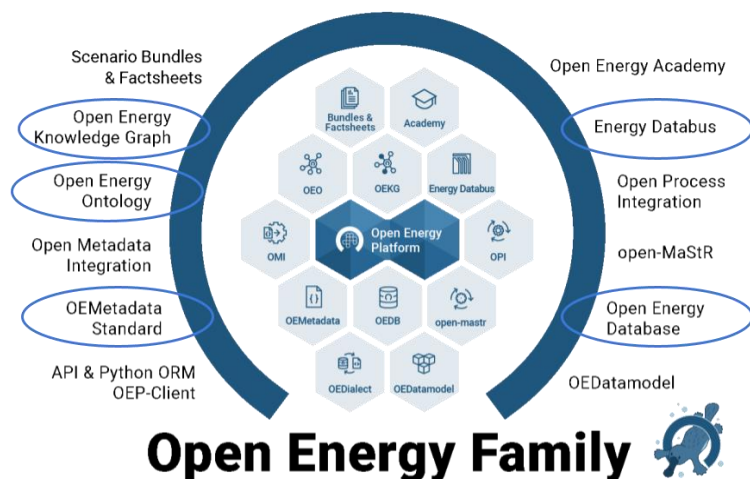 Scenario Bundles
& Factsheets
Open Energy
Knowledge Graph
Open Energy
Ontology
Open Metadata
Integration
OEMetadata
Standard
API & Python ORM
OEP-Client
Bundles &
Factsheets
Academy
OEO
OEKG
Energy Databus
OMI
Open Energy
Platform
OPI
OEMetadata
OEDB
open-mastr
OEDialect
OEDatamodel
Open Energy Academy
Energy Databus
Open Process
Integration
open-MaStR
Open Energy
Database
OEDatamodel
Open Energy Family